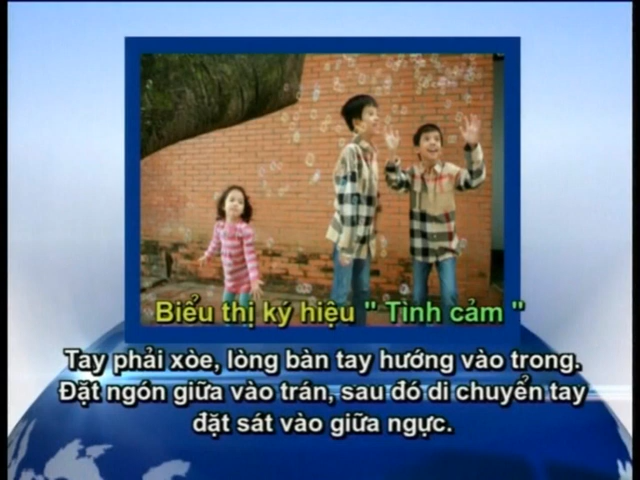 Biểu thị ký hiệu " Tình cảm "
Tay phải xòe, lòng bàn tay hướng vào trong.
Đặt ngón giữa vào trán, sau đó di chuyển tay
đặt sát vào giữa ngực.